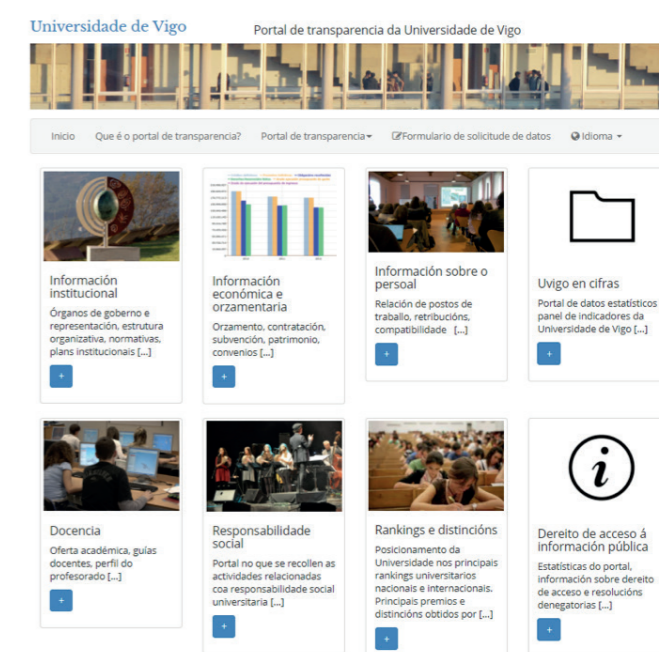 Universidade de Vigo
Portal de transparencia da Universidade de Vigo
Inicio Que é o portal de transparencia? Portal de transparencia Formulario de solicitude de datos Idioma
Información
institucional
Órganos de goberno e
representación, estrutura
organizativa, normativas,
plans institucionais [...]
+
Información
económica e
orzamentaria
Orzamento, contratación,
subvención, patrimonio,
convenios [...]
+
Información sobre o
persoal
Relación de postos de
traballo, retribucións,
compatibilidade [...]
+
Uvigo en cifras
Portal de datos estatísticos
panel de indicadores da
Universidade de Vigo [...]
+
Docencia
Oferta académica, guías
docentes, perfil do
profesorado [...]
+
Responsabilidade
social
Portal no que se recollen as
actividades relacionadas
coa responsabilidade social
universitaria [...]
+
Rankings e distincións
Posicionamento da
Universidade nos principais
rankings universitarios
nacionais e internacionais.
Principais premios e
distincións obtidos por [...]
+
i
Dereito de acceso á
información pública
Estatísticas do portal,
información sobre dereito
de acceso e resolucións
denegatorias [...]
+